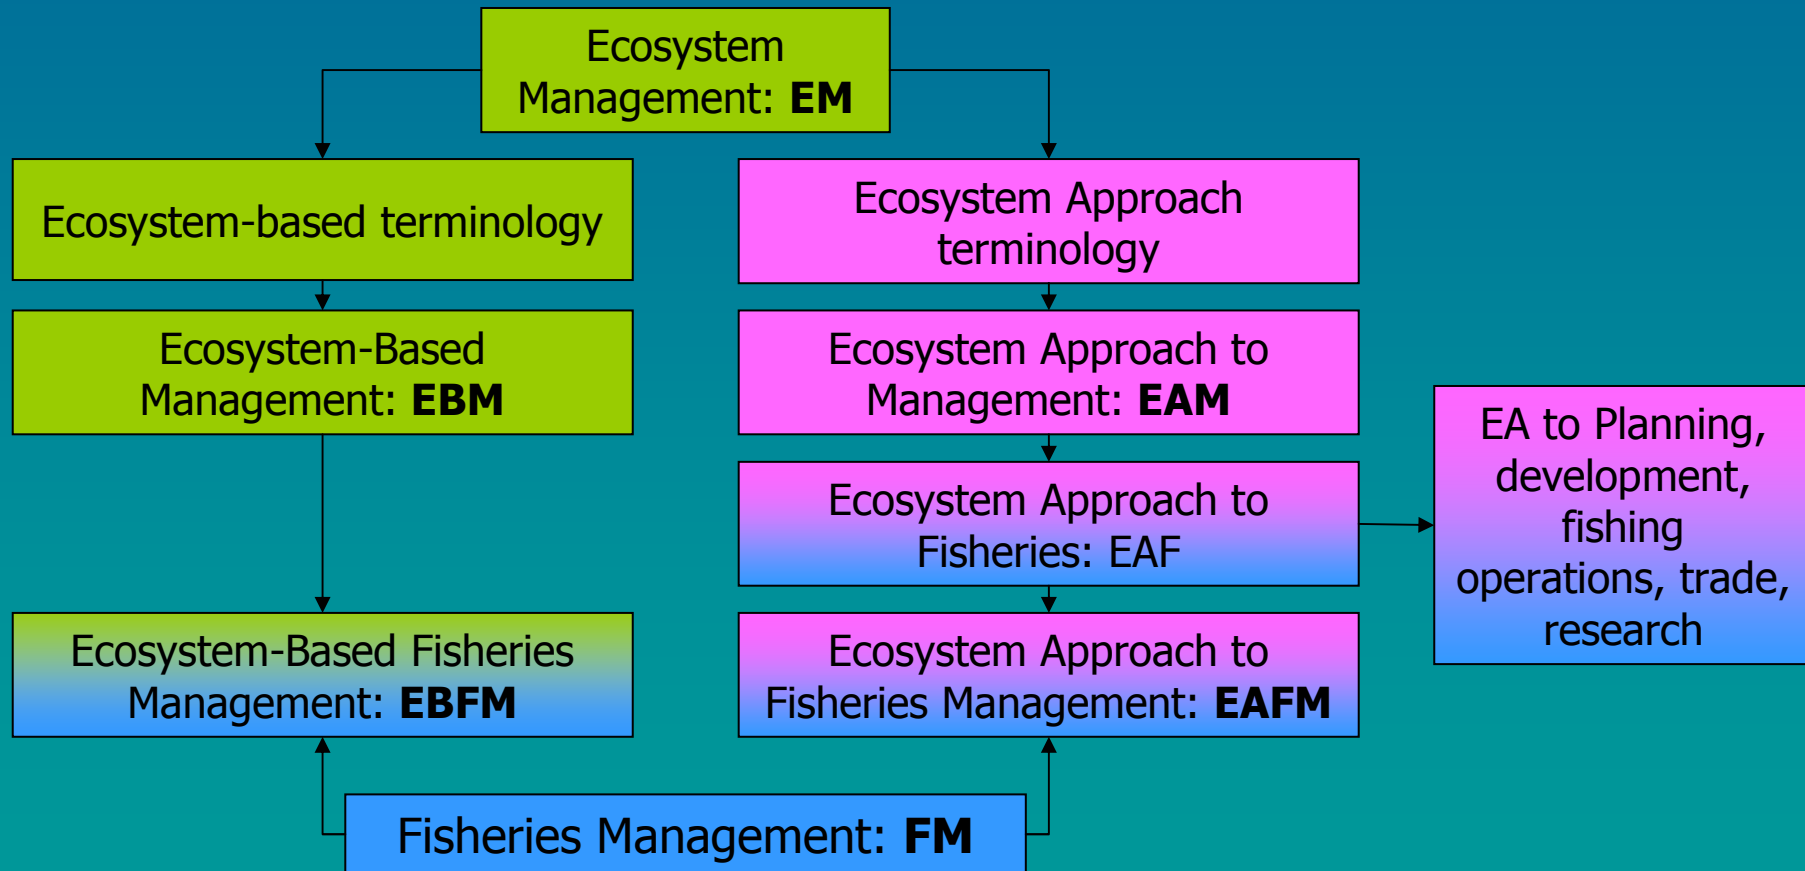 Ecosystem
Management: EM
Ecosystem-based terminology
Ecosystem Approach
terminology
Ecosystem-Based
Management: EBM
Ecosystem Approach to
Management: EAM
Ecosystem Approach to
Fisheries: EAF
EA to Planning,
development,
fishing
operations, trade,
research
Ecosystem-Based Fisheries
Management: EBFM
Ecosystem Approach to
Fisheries Management: EAFM
Fisheries Management: FM